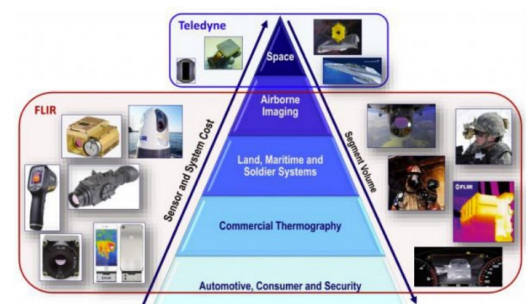 Teledyne
Space
FLIR
Airborne
Imaging
Sensor and System Cost
Segment Volume
Land, Maritime and
Soldier Systems
FLIR
Commercial Thermography
Automotive, Consumer and Security